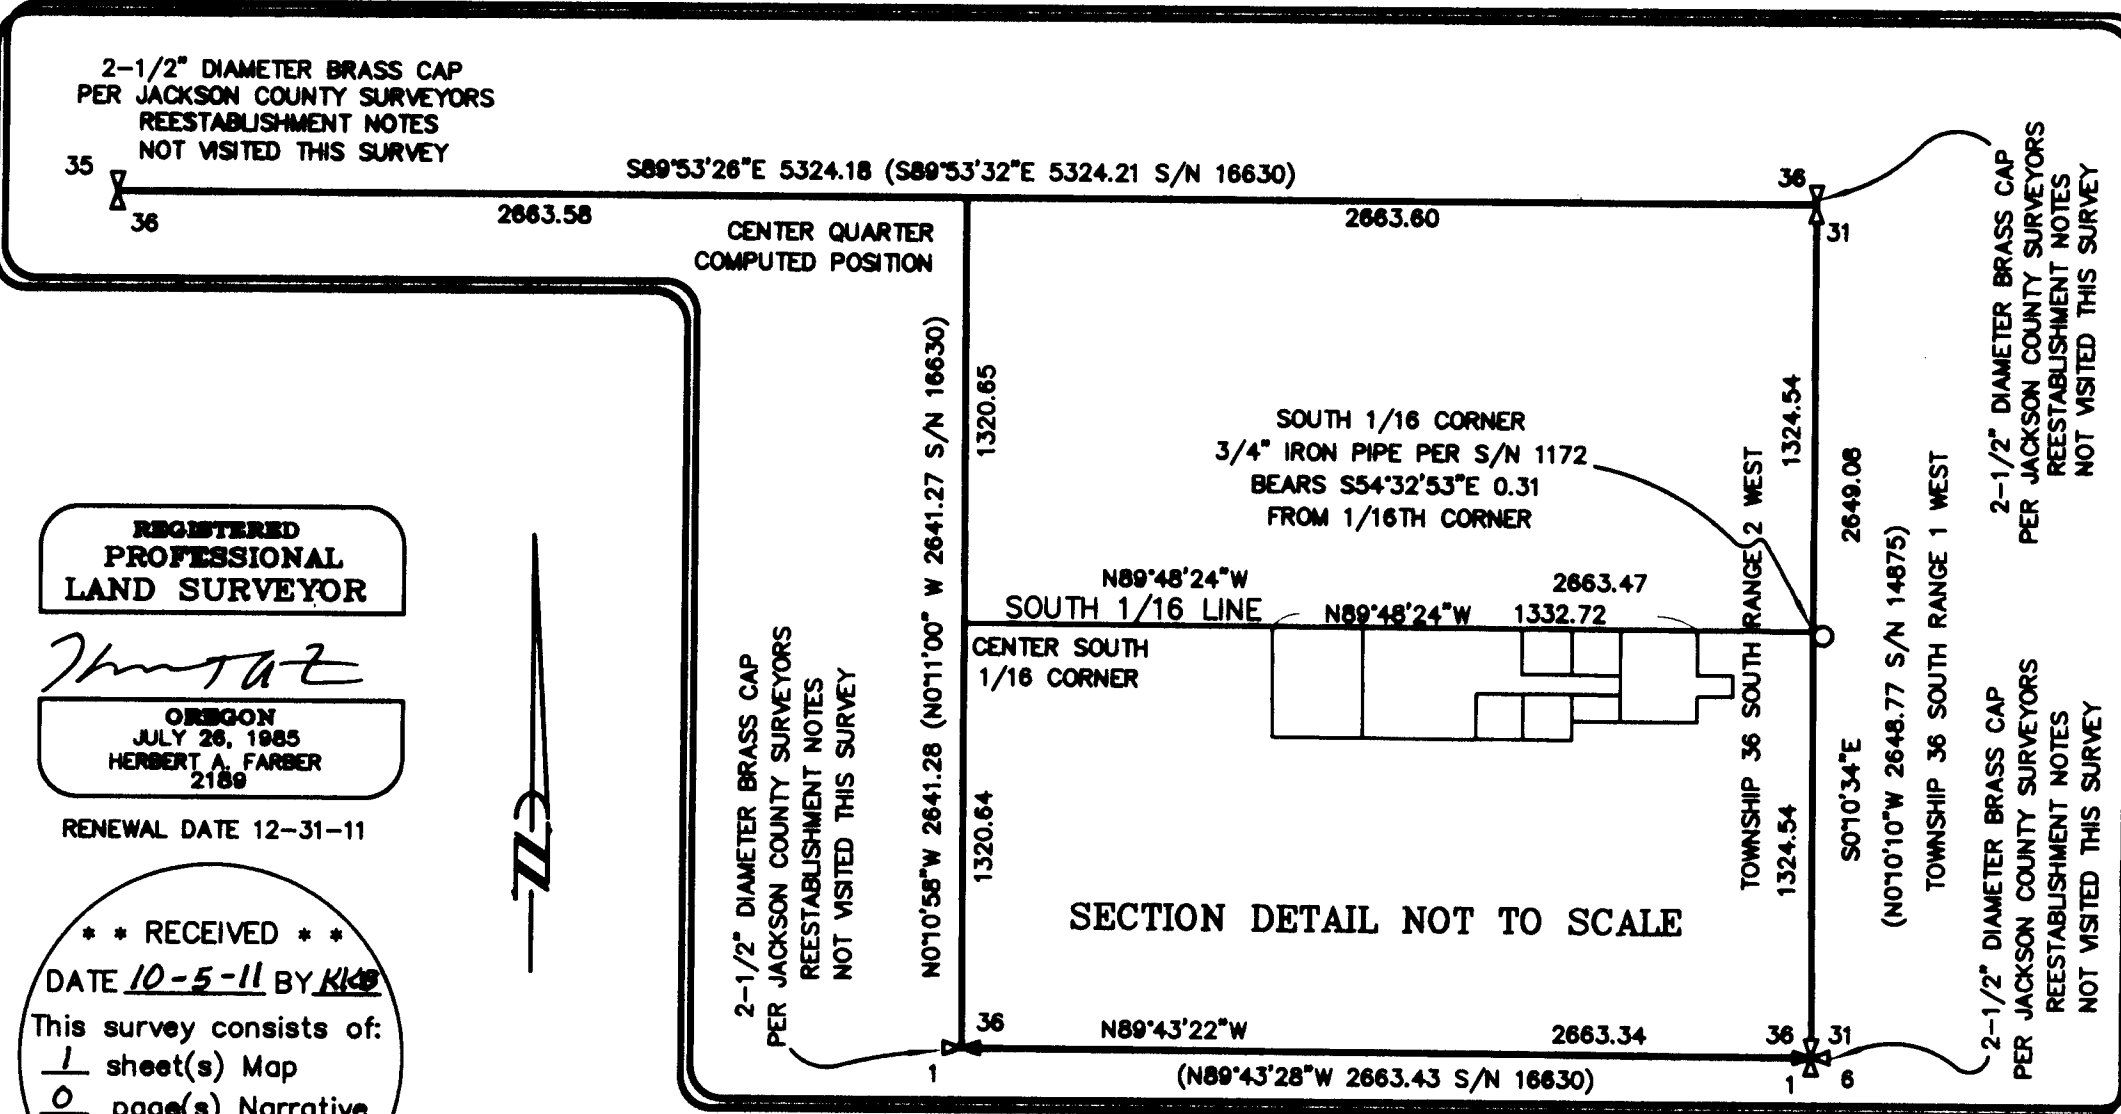 2-1/2" DIAMETER BRASS CAP
PER JACKSON COUNTY SURVEYORS
REESTABLISHMENT NOTES
NOT VISITED THIS SURVEY
35
36
S89°53'26"E 5324.18 (S89°53'32"E 5324.21 S/N 16630)
2663.58
2663.60
36
31
CENTER QUARTER
COMPUTED POSITION
2-1/2" DIAMETER BRASS CAP
PER JACKSON COUNTY SURVEYORS
REESTABLISHMENT NOTES
NOT VISITED THIS SURVEY
N0°10'58"W 2641.28 (N0°11'00" W 2641.27 S/N 16630)
1320.65
1320.64
SOUTH 1/16 CORNER
3/4" IRON PIPE PER S/N 1172
BEARS S54°32'53"E 0.31
FROM 1/16TH CORNER
TOWNSHIP 36 SOUTH RANGE 2 WEST
1324.54
1324.54
2649.08
S0°10'34"E
(N0°10'10"W 2648.77 S/N 14875)
TOWNSHIP 36 SOUTH RANGE 1 WEST
N89°48'24"W
2663.47
SOUTH 1/16 LINE
N89°48'24"W 1332.72
CENTER SOUTH
1/16 CORNER
2-1/2" DIAMETER BRASS CAP
PER JACKSON COUNTY SURVEYORS
REESTABLISHMENT NOTES
NOT VISITED THIS SURVEY
2-1/2" DIAMETER BRASS CAP
PER JACKSON COUNTY SURVEYORS
REESTABLISHMENT NOTES
NOT VISITED THIS SURVEY
SECTION DETAIL NOT TO SCALE
36
N89°43'22"W
2663.34
36
31
1
(N89°43'28"W 2663.43 S/N 16630)
1
6
REGISTERED
PROFESSIONAL
LAND SURVEYOR
OREGON
JULY 26, 1985
HERBERT A. FARBER
2189
RENEWAL DATE 12-31-11
N
* * RECEIVED * *
DATE 10-5-11 BY KKB
This survey consists of:
1 sheet(s) Map
0 page(s) Narrative